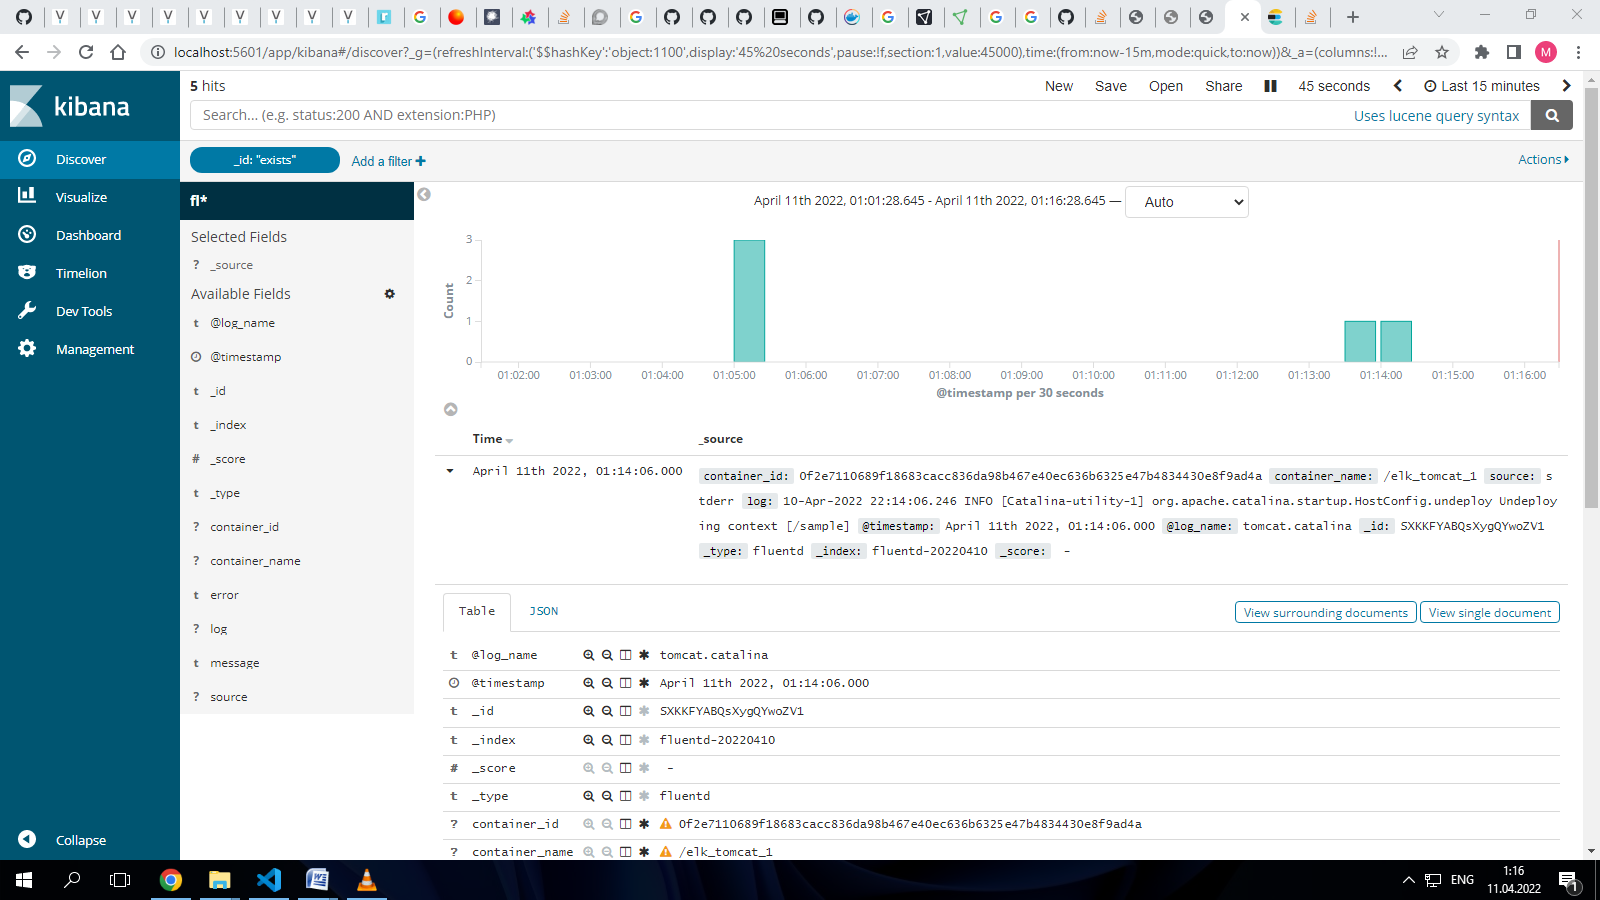 localhost:5601/app/kibana#/discover?_g=(refreshInterval:('$$hashKey':'object:1100',display:'45%20seconds',pause:!f,section:1,value:45000),time:(from:now-15m,mode:quick,to:now))&_a=(columns:!...
M
kibana
Discover
Visualize
Dashboard
Timelion
Dev Tools
Management
Collapse
5 hits
New Save Open Share 45 seconds Last 15 minutes
Search... (e.g. status:200 AND extension:PHP)
Uses lucene query syntax
_id: "exists"
Add a filter +
Actions
fl*
Selected Fields
? _source
Available Fields
t @log_name
@timestamp
t _id
t _index
# _score
t _type
? container_id
? container_name
t error
? log
t message
? source
April 11th 2022, 01:01:28.645 - April 11th 2022, 01:16:28.645 — Auto
Count
3
2
1
0
01:02:00 01:03:00 01:04:00 01:05:00 01:06:00 01:07:00 01:08:00 01:09:00 01:10:00 01:11:00 01:12:00 01:13:00 01:14:00 01:15:00 01:16:00
@timestamp per 30 seconds
Time _source
April 11th 2022, 01:14:06.000
container_id: 0f2e7110689f18683cacc836da98b467e40ec636b6325e47b4834430e8f9ad4a container_name: /elk_tomcat_1 source: s
tderr log: 10-Apr-2022 22:14:06.246 INFO [Catalina-utility-1] org.apache.catalina.startup.HostConfig.undeploy Undeploy
ing context [/sample] @timestamp: April 11th 2022, 01:14:06.000 @log_name: tomcat.catalina _id: SXKKFYABQsXygQYwoZV1
_type: fluentd _index: fluentd-20220410 _score: -
Table JSON
View surrounding documents View single document
t @log_name tomcat.catalina
@timestamp April 11th 2022, 01:14:06.000
t _id SXKKFYABQsXygQYwoZV1
t _index fluentd-20220410
# _score -
t _type fluentd
? container_id 0f2e7110689f18683cacc836da98b467e40ec636b6325e47b4834430e8f9ad4a
? container_name /elk_tomcat_1
ENG
1:16
11.04.2022
1